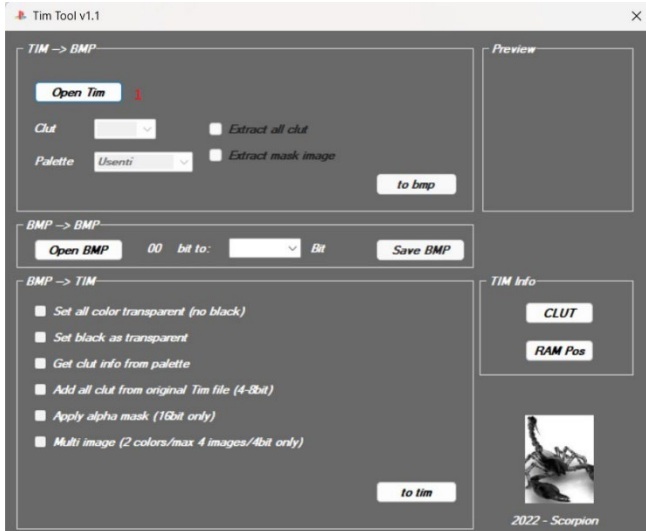 Tim Tool v1.1
TIM -> BMP
Preview
Open Tim 1
Clut
Extract all clut
Palette Usenti
Extract mask image
to bmp
BMP -> BMP
Open BMP 00 bit to: Bit Save BMP
BMP -> TIM
TIM Info
Set all color transparent (no black)
CLUT
Set black as transparent
RAM Pos
Get clut info from palette
Add all clut from original Tim file (4-8bit)
Apply alpha mask (16bit only)
Multi image (2 colors/max 4 images/4bit only)
to tim
2022 - Scorpion